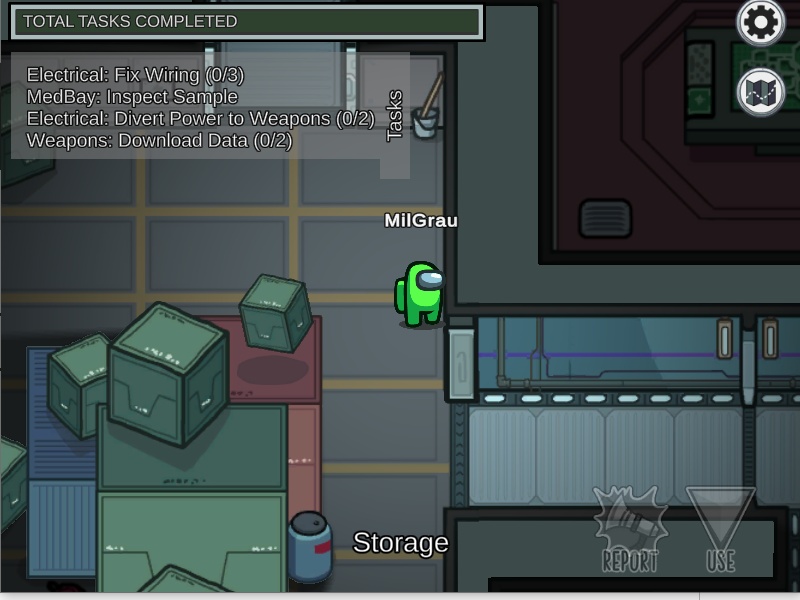 TOTAL TASKS COMPLETED
Electrical: Fix Wiring (0/3)
MedBay: Inspect Sample
Electrical: Divert Power to Weapons (0/2)
Weapons: Download Data (0/2)
Tasks
MilGrau
Storage
REPORT
USE